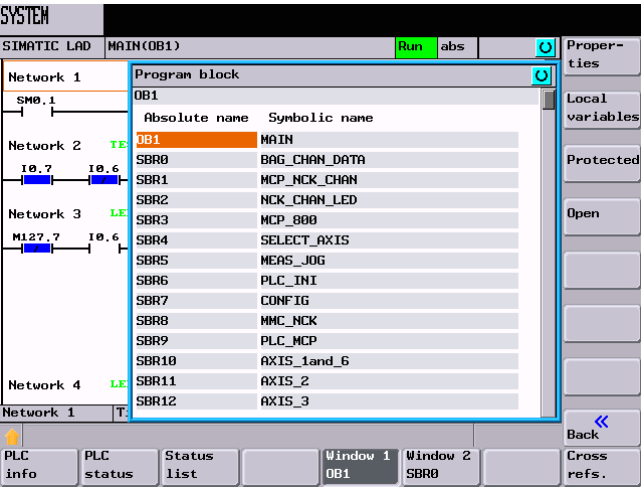 SYSTEM
SIMATIC LAD MAIN(OB1) Run abs
Network 1
SM0.1
Network 2 TE
I0.7 I0.6
Network 3 LE
M127.7 I0.6
Network 4 LE
Network 1 T
Program block
OB1
Absolute name Symbolic name
OB1 MAIN
SBR0 BAG_CHAN_DATA
SBR1 MCP_NCK_CHAN
SBR2 NCK_CHAN_LED
SBR3 MCP_800
SBR4 SELECT_AXIS
SBR5 MEAS_JOG
SBR6 PLC_INI
SBR7 CONFIG
SBR8 MMC_NCK
SBR9 PLC_MCP
SBR10 AXIS_1and_6
SBR11 AXIS_2
SBR12 AXIS_3
Proper-
ties
Local
variables
Protected
Open
«
Back
PLC
info
PLC
status
Status
list
Window 1
OB1
Window 2
SBR0
Cross
refs.